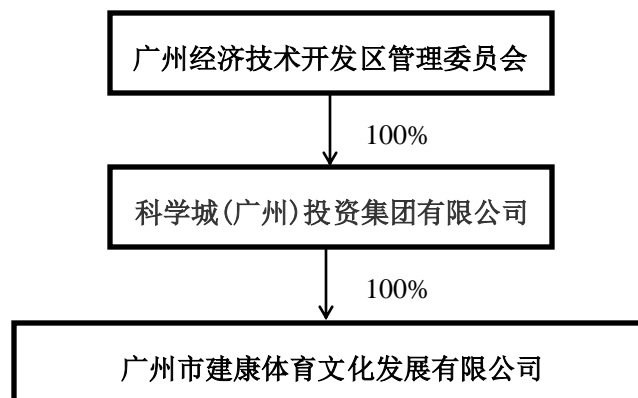 广州经济技术开发区管理委员会
100%
科学城(广州)投资集团有限公司
100%
广州市建康体育文化发展有限公司